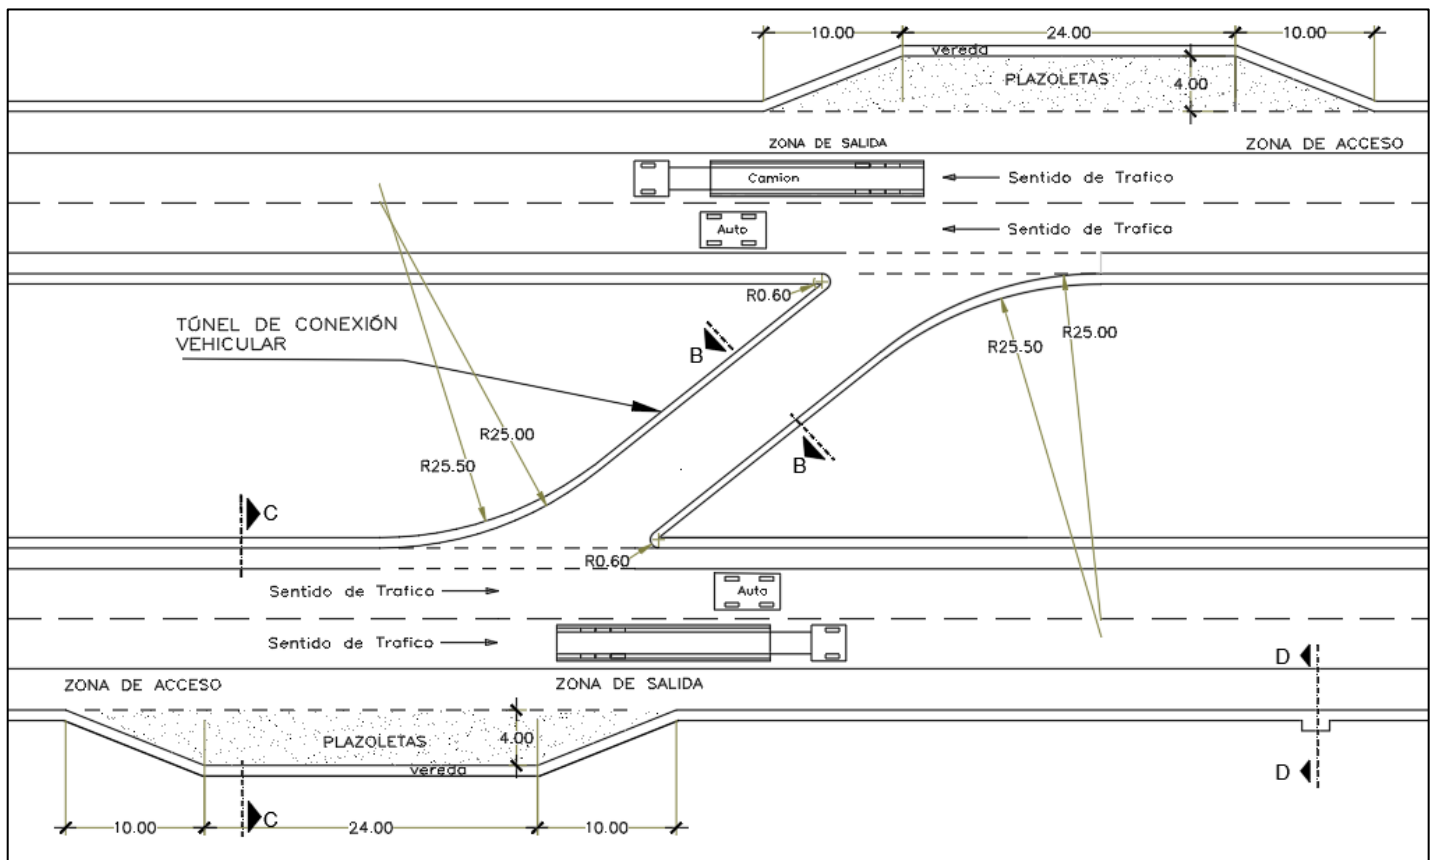 10.00
24.00
10.00
vereda
PLAZOLETAS
4.00
ZONA DE SALIDA
ZONA DE ACCESO
Camion
Sentido de Trafico
Auto
Sentido de Trafica
R0.60
TÚNEL DE CONEXIÓN
VEHICULAR
B
R25.00
R25.50
R25.00
R25.50
B
C
R0.60
Sentido de Trafico
Auto
Sentido de Trafico
D
ZONA DE ACCESO
ZONA DE SALIDA
PLAZOLETAS
4.00
vereda
D
C
10.00
24.00
10.00